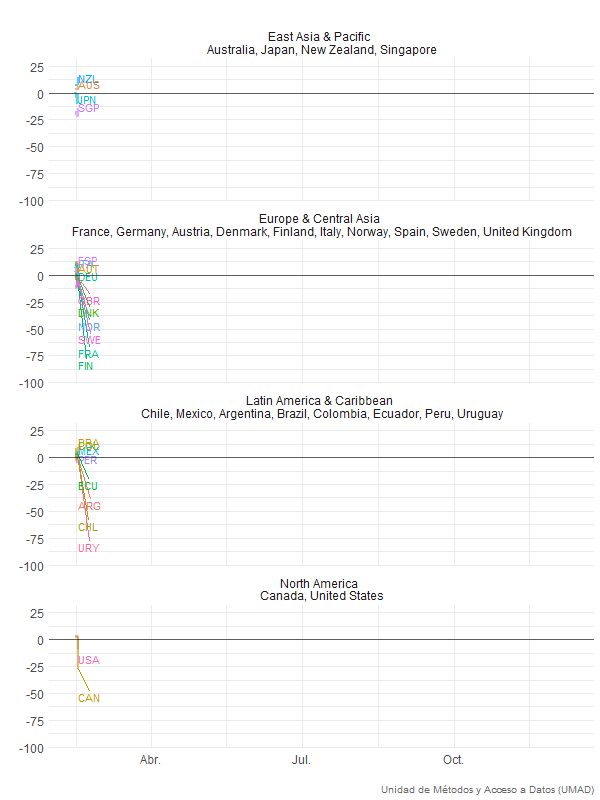 East Asia & Pacific
Australia, Japan, New Zealand, Singapore
25
NZL
AUS
0
JPN
SGP
-25
-50
-75
-100
Europe & Central Asia
France, Germany, Austria, Denmark, Finland, Italy, Norway, Spain, Sweden, United Kingdom
25
ESP
ITA
AUT
0
DEU
GBR
-25
DNK
NOR
-50
SWE
FRA
-75
FIN
-100
Latin America & Caribbean
Chile, Mexico, Argentina, Brazil, Colombia, Ecuador, Peru, Uruguay
25
BRA
COL
MEX
0
PER
-25
ECU
ARG
-50
CHL
-75
URY
-100
North America
Canada, United States
25
0
USA
-25
-50
CAN
-75
-100
Abr.
Jul.
Oct.
Unidad de Métodos y Acceso a Datos (UMAD)